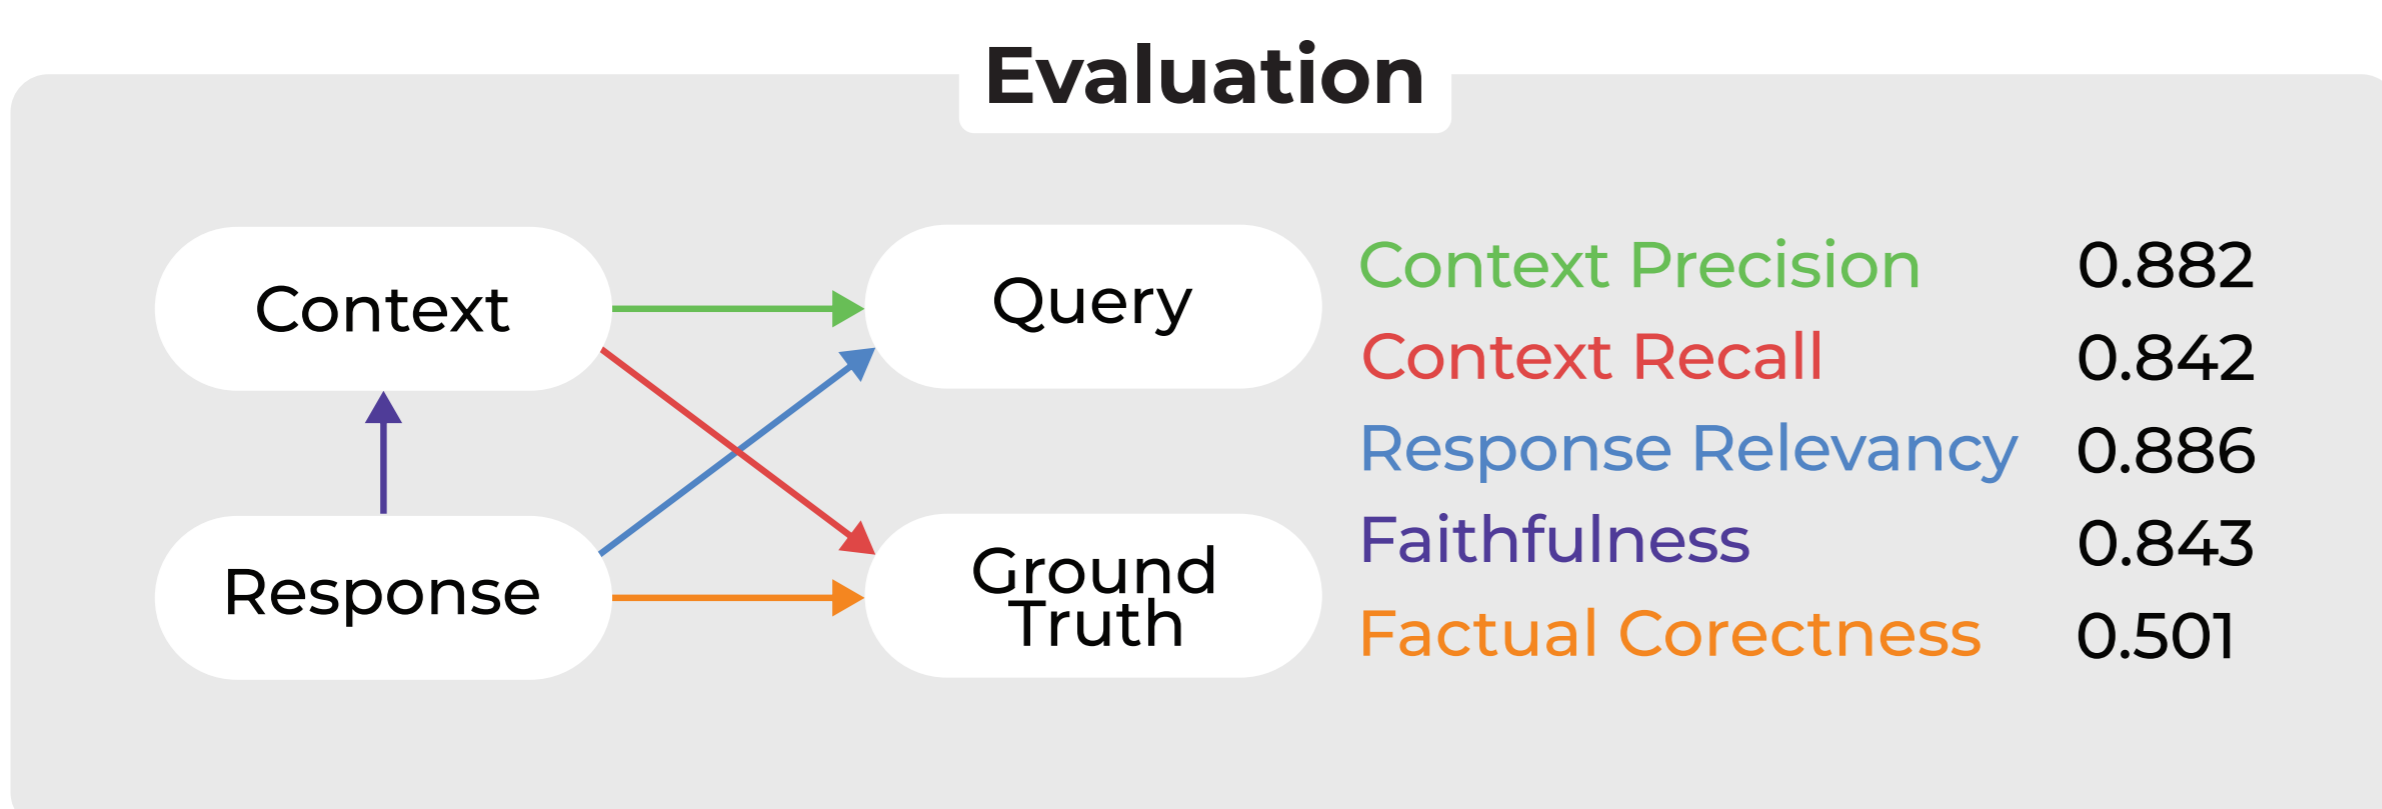 Evaluation
Context
Query
Response
Ground
Truth
Context Precision 0.882
Context Recall 0.842
Response Relevancy 0.886
Faithfulness 0.843
Factual Corectness 0.501